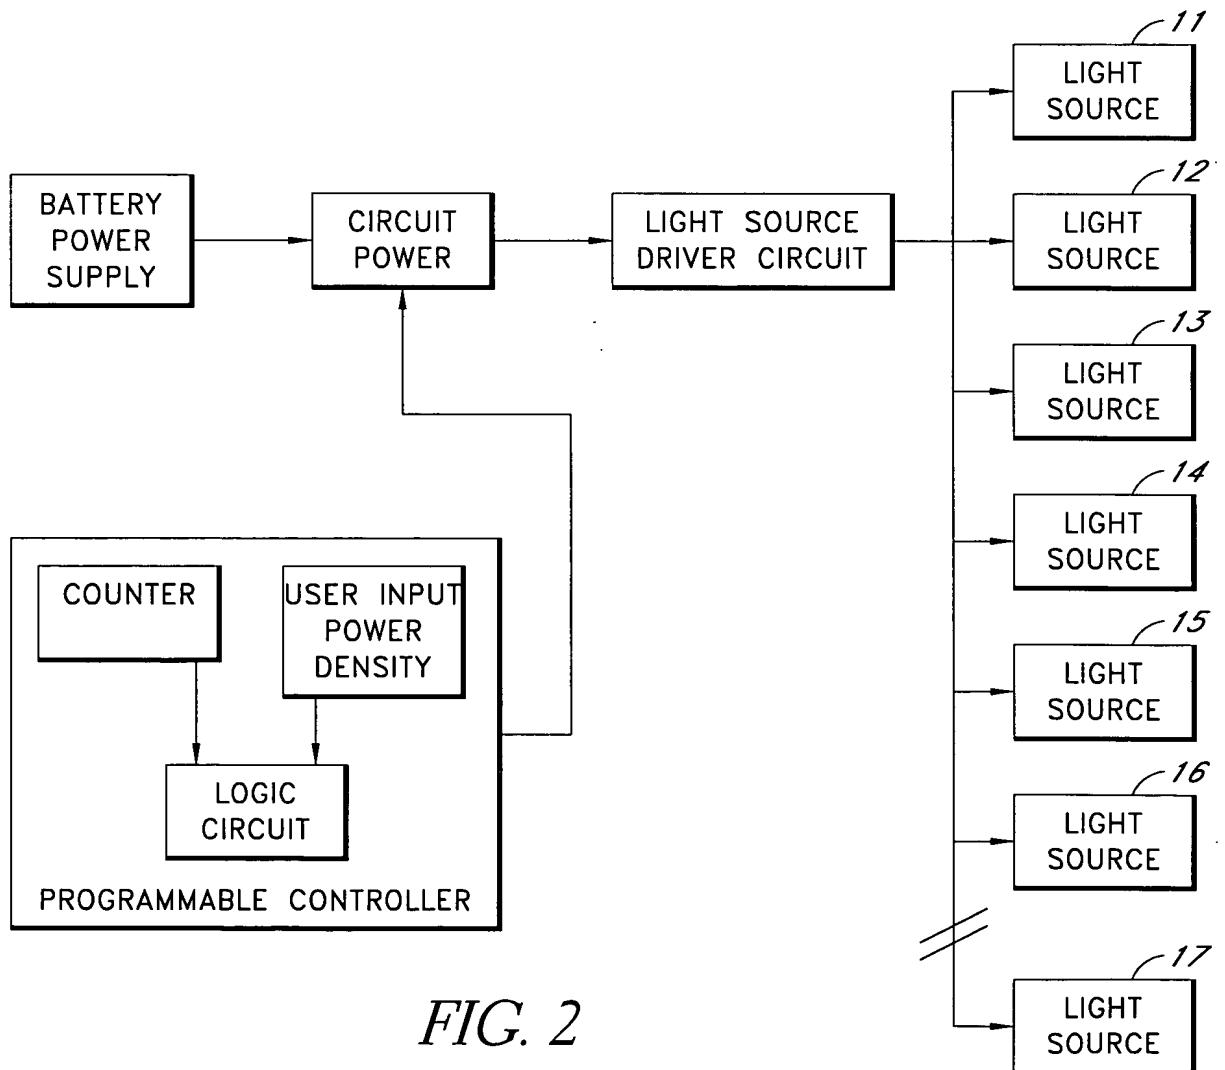 11
LIGHT
SOURCE
12
LIGHT
SOURCE
BATTERY
POWER
SUPPLY
CIRCUIT
POWER
LIGHT SOURCE
DRIVER CIRCUIT
13
LIGHT
SOURCE
14
LIGHT
SOURCE
COUNTER
USER INPUT
POWER
DENSITY
15
LIGHT
SOURCE
LOGIC
CIRCUIT
16
LIGHT
SOURCE
PROGRAMMABLE CONTROLLER
17
LIGHT
SOURCE
FIG. 2